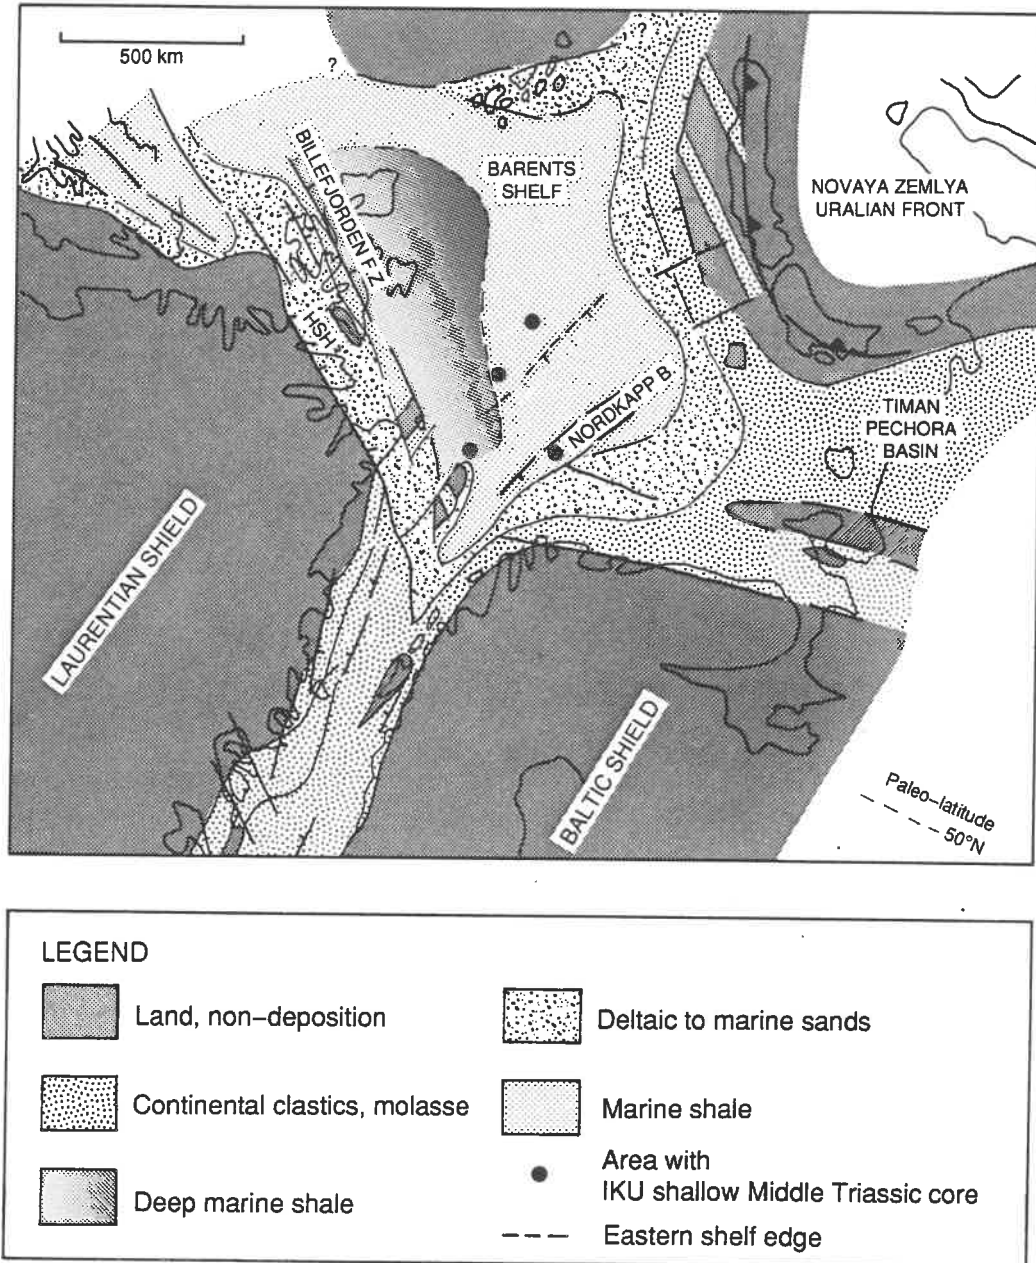 500 km
?
?
BILLEFJORDEN F.Z.
BARENTS
SHELF
NOVAYA ZEMLYA
URALIAN FRONT
HSH
NORDKAPP B.
TIMAN
PECHORA
BASIN
LAURENTIAN SHIELD
BALTIC SHIELD
Paleo-latitude
50°N
LEGEND
Land, non-deposition
Continental clastics, molasse
Deep marine shale
Deltaic to marine sands
Marine shale
Area with
IKU shallow Middle Triassic core
Eastern shelf edge